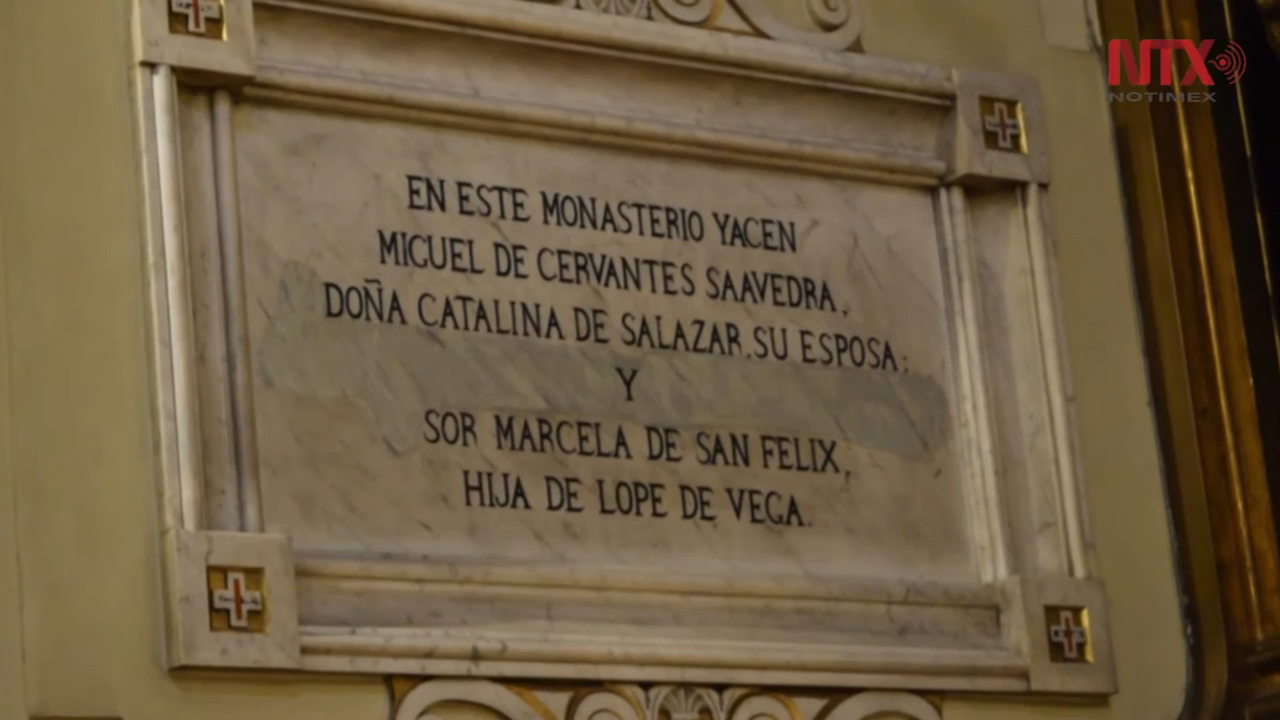 NTX
NOTIMEX
EN ESTE MONASTERIO YACEN
MIGUEL DE CERVANTES SAAVEDRA,
DOÑA CATALINA DE SALAZAR, SU ESPOSA;
Y
SOR MARCELA DE SAN FELIX,
HIJA DE LOPE DE VEGA.